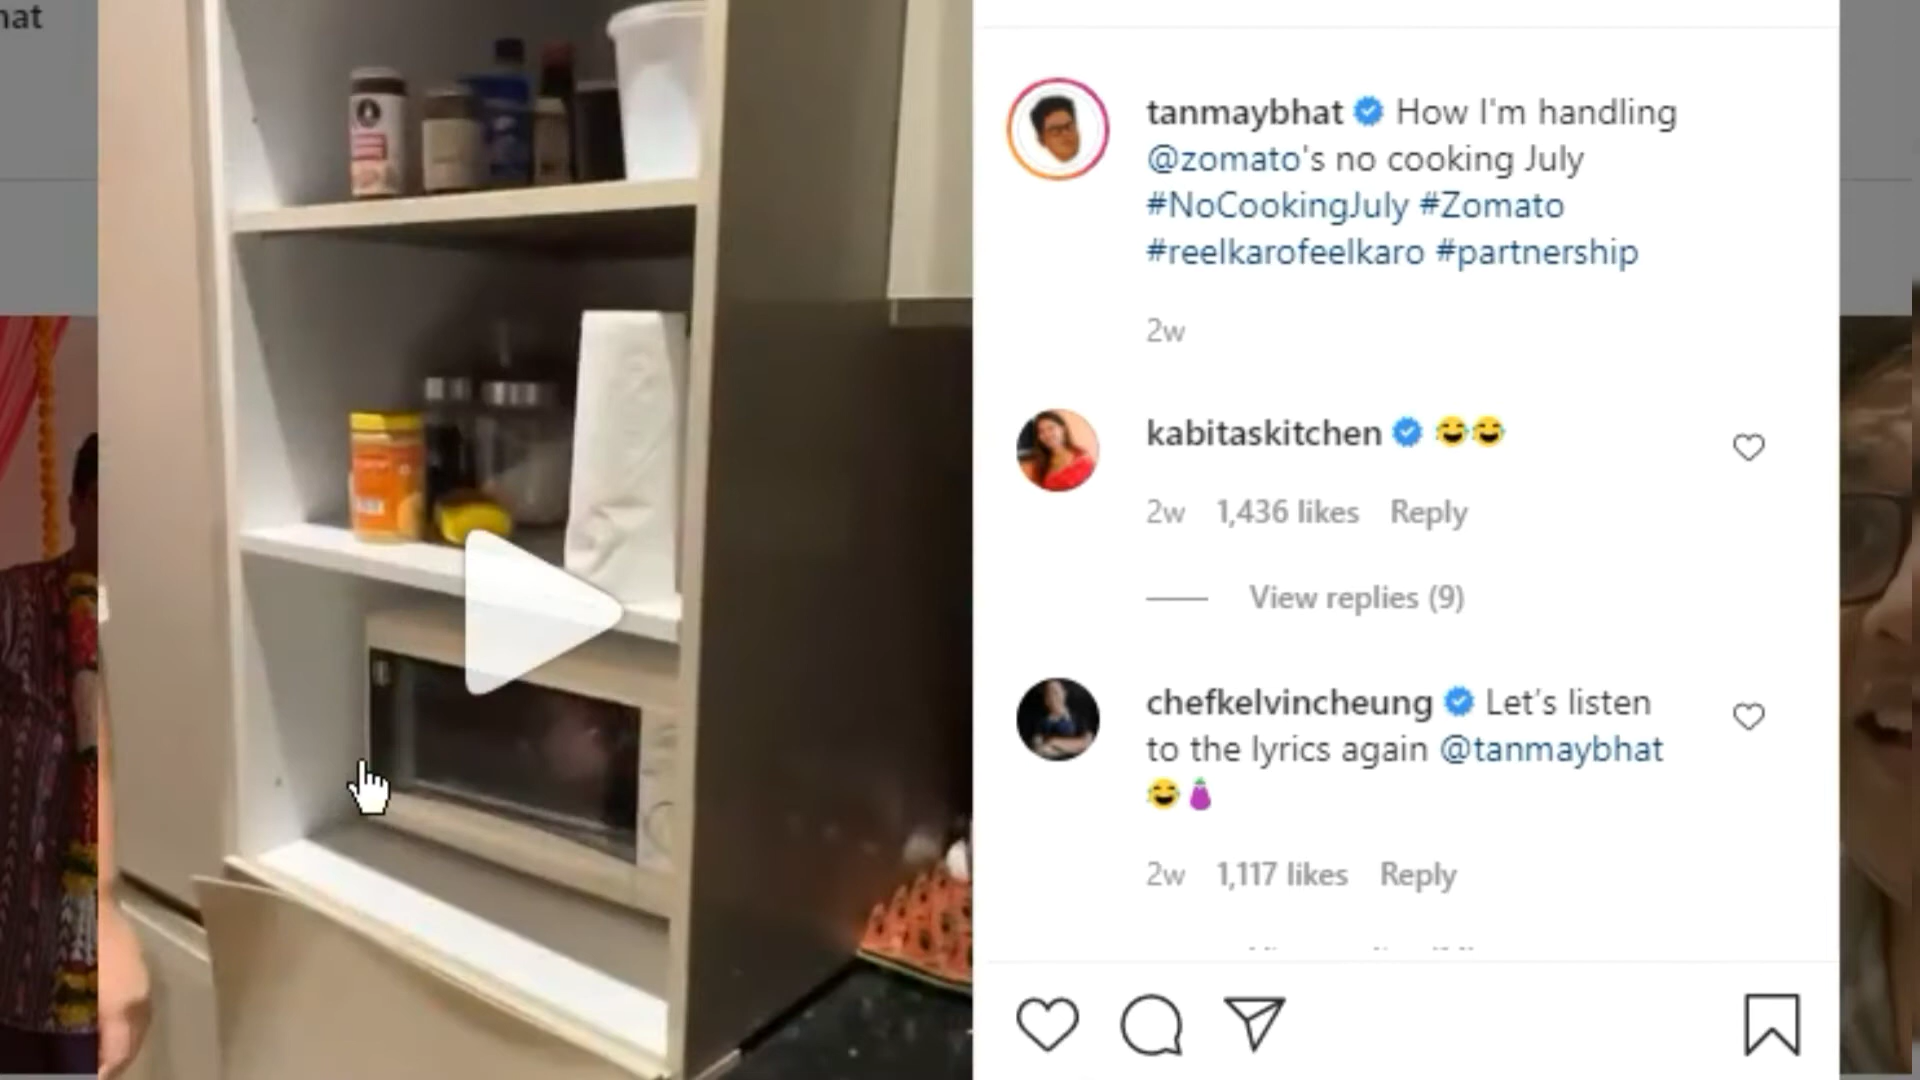 hat
tanmaybhat How I'm handling
@zomato's no cooking July
#NoCookingJuly #Zomato
#reelkarofeelkaro #partnership
2w
kabitaskitchen 😂😂
2w 1,436 likes Reply
View replies (9)
chefkelvincheung Let's listen
to the lyrics again @tanmaybhat
😂🍆
2w 1,117 likes Reply